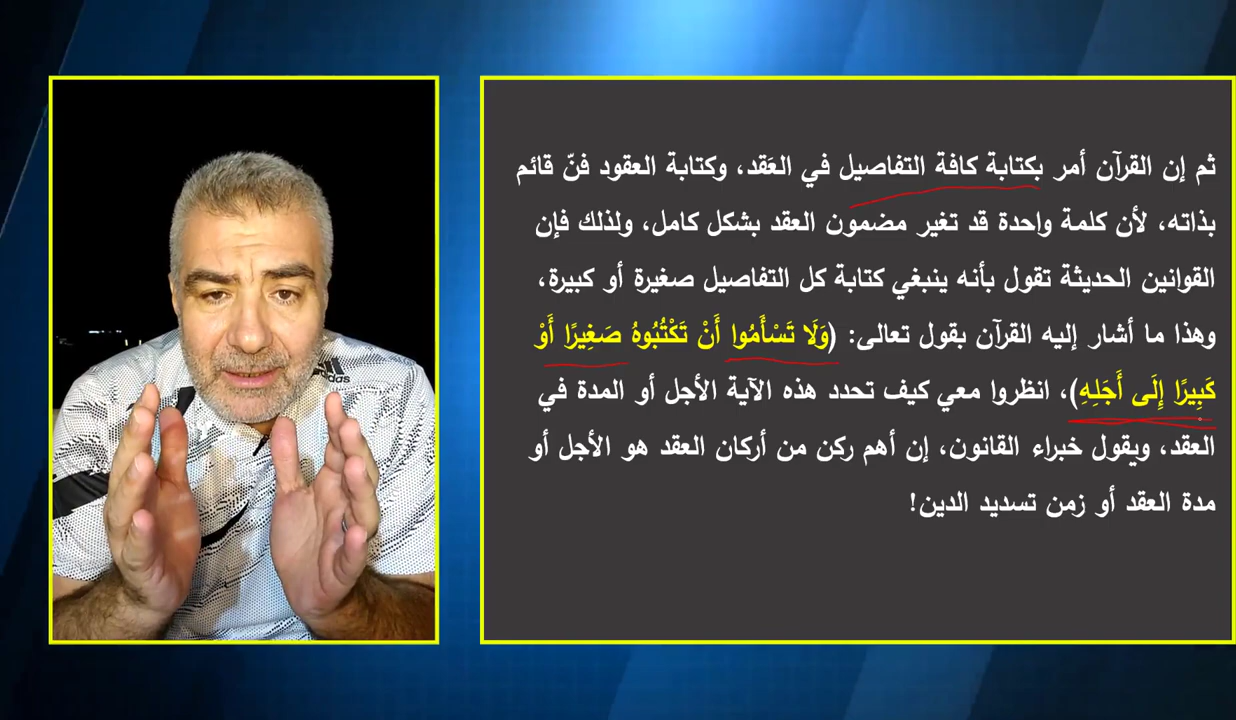 ثم إن القرآن أمر بكتابة كافة التفاصيل في العَقد، وكتابة العقود فنّ قائم
بذاته، لأن كلمة واحدة قد تغير مضمون العقد بشكل كامل، ولذلك فإن
القوانين الحديثة تقول بأنه ينبغي كتابة كل التفاصيل صغيرة أو كبيرة،
وهذا ما أشار إليه القرآن بقول تعالى: (وَلَا تَسْأَمُوا أَنْ تَكْتُبُوهُ صَغِيرًا أَوْ
كَبِيرًا إِلَى أَجَلِهِ)، انظروا معي كيف تحدد هذه الآية الأجل أو المدة في
العقد، ويقول خبراء القانون، إن أهم ركن من أركان العقد هو الأجل أو
مدة العقد أو زمن تسديد الدين!
adidas